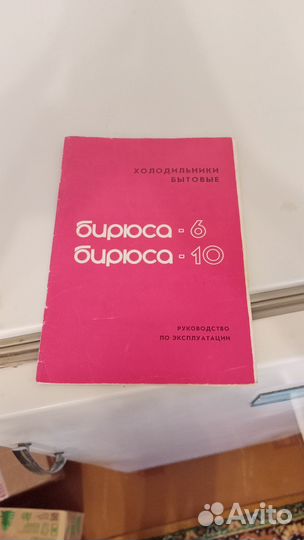 ХОЛОДИЛЬНИКИ
БЫТОВЫЕ
бирюса - 6
бирюса - 10
РУКОВОДСТВО
ПО ЭКСПЛУАТАЦИИ
Avito